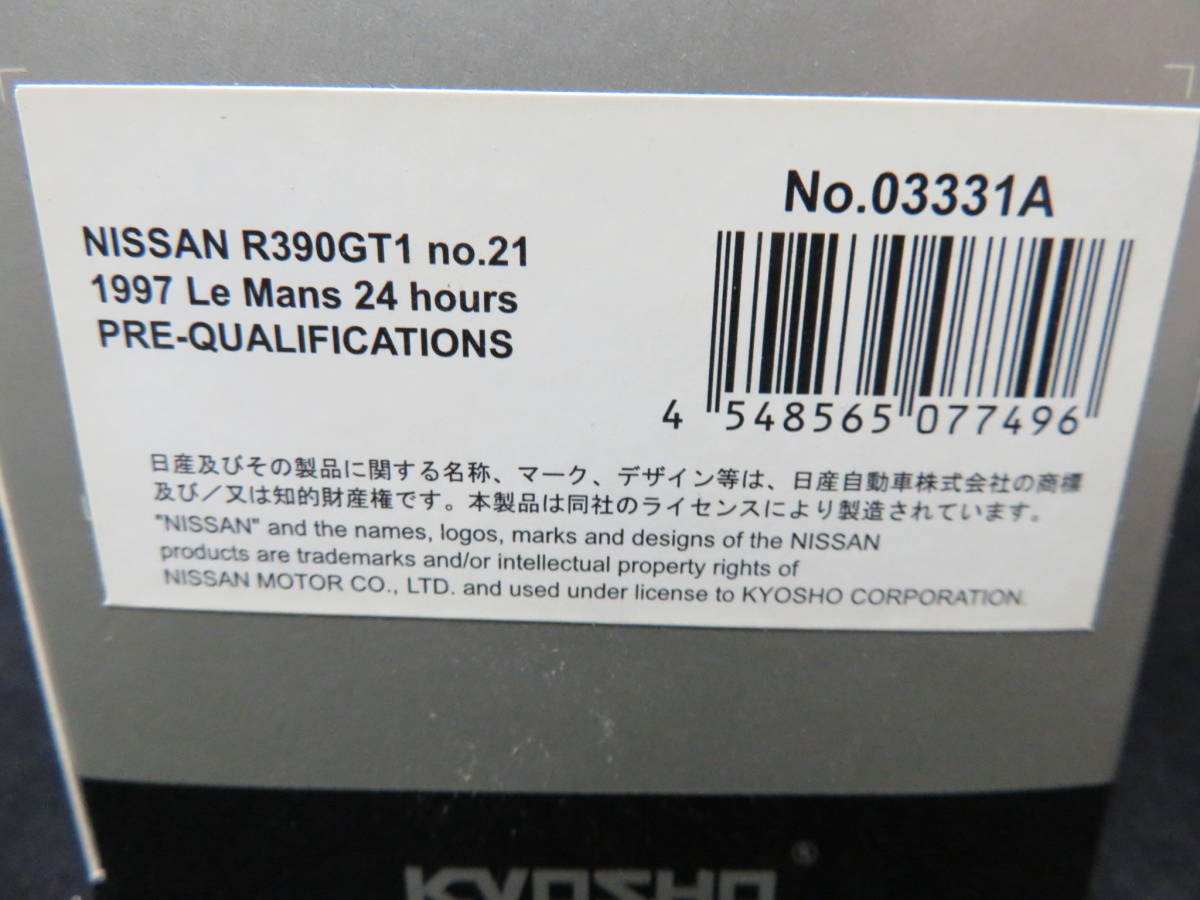 No.03331A
NISSAN R390GT1 no.21
1997 Le Mans 24 hours
PRE-QUALIFICATIONS
4 548565 077496
日産及びその製品に関する名称、マーク、デザイン等は、日産自動車株式会社の商標
及び／又は知的財産権です。本製品は同社のライセンスにより製造されています。
"NISSAN" and the names, logos, marks and designs of the NISSAN
products are trademarks and/or intellectual property rights of
NISSAN MOTOR CO., LTD. and used under license to KYOSHO CORPORATION.
KYOSHO ®